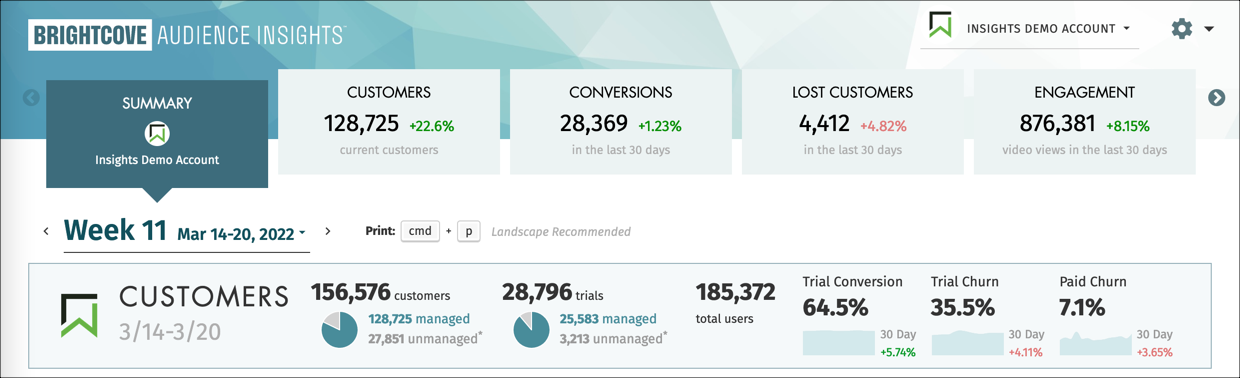 BRIGHTCOVE AUDIENCE INSIGHTS™
INSIGHTS DEMO ACCOUNT
SUMMARY
Insights Demo Account
CUSTOMERS
128,725 +22.6%
current customers
CONVERSIONS
28,369 +1.23%
in the last 30 days
LOST CUSTOMERS
4,412 +4.82%
in the last 30 days
ENGAGEMENT
876,381 +8.15%
video views in the last 30 days
Week 11 Mar 14-20, 2022
Print: cmd + p Landscape Recommended
CUSTOMERS
3/14-3/20
156,576 customers
128,725 managed
27,851 unmanaged*
28,796 trials
25,583 managed
3,213 unmanaged*
185,372
total users
Trial Conversion
64.5%
30 Day
+5.74%
Trial Churn
35.5%
30 Day
+4.11%
Paid Churn
7.1%
30 Day
+3.65%